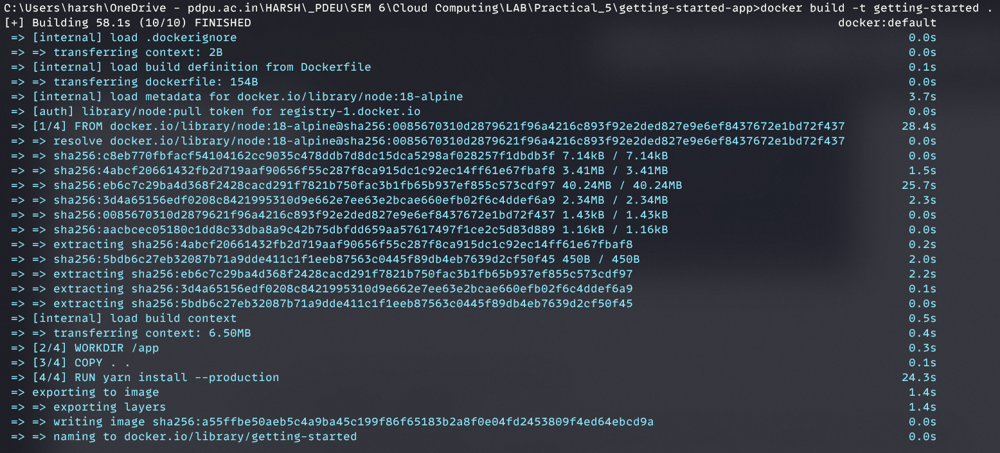 C:\Users\harsh\OneDrive - pdpu.ac.in\HARSH\_PDEU\SEM 6\Cloud Computing\LAB\Practical_5\getting-started-app>docker build -t getting-started .
[+] Building 58.1s (10/10) FINISHED docker:default
=> [internal] load .dockerignore 0.0s
=> => transferring context: 2B 0.0s
=> [internal] load build definition from Dockerfile 0.1s
=> => transferring dockerfile: 154B 0.0s
=> [internal] load metadata for docker.io/library/node:18-alpine 3.7s
=> [auth] library/node:pull token for registry-1.docker.io 0.0s
=> [1/4] FROM docker.io/library/node:18-alpine@sha256:0085670310d2879621f96a4216c893f92e2ded827e9e6ef8437672e1bd72f437 28.4s
=> => resolve docker.io/library/node:18-alpine@sha256:0085670310d2879621f96a4216c893f92e2ded827e9e6ef8437672e1bd72f437 0.0s
=> => sha256:c8eb770fbfacf54104162cc9035c478ddb7d8dc15dca5298af028257f1dbdb3f 7.14kB / 7.14kB 0.0s
=> => sha256:4abcf20661432fb2d719aaf90656f55c287f8ca915dc1c92ec14ff61e67fbaf8 3.41MB / 3.41MB 1.5s
=> => sha256:eb6c7c29ba4d368f2428cacd291f7821b750fac3b1fb65b937ef855c573cdf97 40.24MB / 40.24MB 25.7s
=> => sha256:3d4a65156edf0208c8421995310d9e662e7ee63e2bcae660efb02f6c4ddef6a9 2.34MB / 2.34MB 2.3s
=> => sha256:0085670310d2879621f96a4216c893f92e2ded827e9e6ef8437672e1bd72f437 1.43kB / 1.43kB 0.0s
=> => sha256:aacbcec05180c1dd8c33dba8a9c42b75dbfdd659aa57617497f1ce2c5d83d889 1.16kB / 1.16kB 0.0s
=> => extracting sha256:4abcf20661432fb2d719aaf90656f55c287f8ca915dc1c92ec14ff61e67fbaf8 0.2s
=> => sha256:5bdb6c27eb32087b71a9dde411c1f1eeb87563c0445f89db4eb7639d2cf50f45 450B / 450B 2.0s
=> => extracting sha256:eb6c7c29ba4d368f2428cacd291f7821b750fac3b1fb65b937ef855c573cdf97 2.2s
=> => extracting sha256:3d4a65156edf0208c8421995310d9e662e7ee63e2bcae660efb02f6c4ddef6a9 0.1s
=> => extracting sha256:5bdb6c27eb32087b71a9dde411c1f1eeb87563c0445f89db4eb7639d2cf50f45 0.0s
=> [internal] load build context 0.5s
=> => transferring context: 6.50MB 0.4s
=> [2/4] WORKDIR /app 0.3s
=> [3/4] COPY . . 0.1s
=> [4/4] RUN yarn install --production 24.3s
=> exporting to image 1.4s
=> => exporting layers 1.4s
=> => writing image sha256:a55ffbe50aeb5c4a9ba45c199f86f65183b2a8f0e04fd2453809f4ed64ebcd9a 0.0s
=> => naming to docker.io/library/getting-started 0.0s